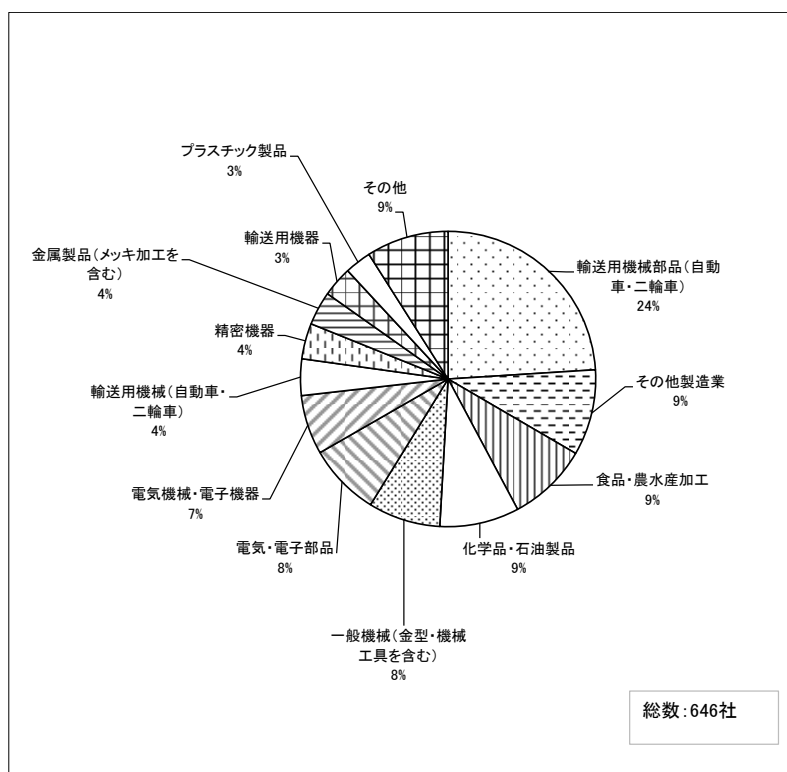 その他
9%
プラスチック製品
3%
輸送用機器
3%
金属製品(メッキ加工を
含む)
4%
精密機器
4%
輸送用機械(自動車・
二輪車)
4%
電気機械・電子機器
7%
電気・電子部品
8%
一般機械(金型・機械
工具を含む)
8%
化学品・石油製品
9%
食品・農水産加工
9%
その他製造業
9%
輸送用機械部品(自動
車・二輪車)
24%
総数:646社